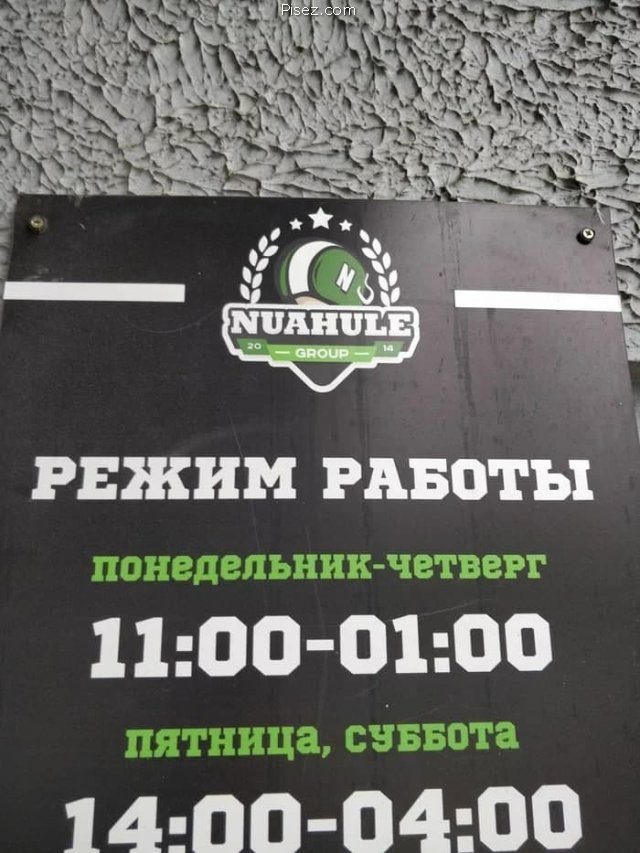 Pisez.com
N
NUAHULE
20 — GROUP — 14
РЕЖИМ РАБОТЫ
ПОНЕДЕЛЬНИК-ЧЕТВЕРГ
11:00-01:00
ПЯТНИЦА, СУББОТА
14:00-04:00